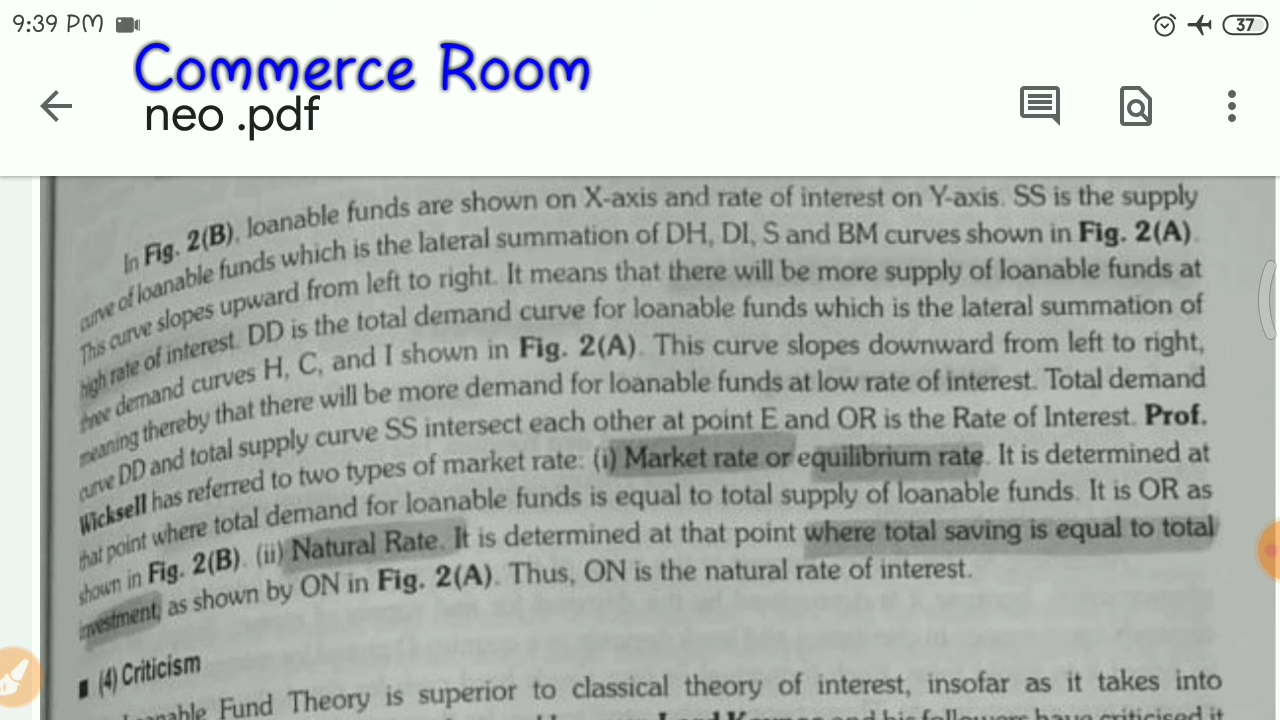 9:39 PM
37
Commerce Room
neo .pdf
In Fig. 2(B), loanable funds are shown on X-axis and rate of interest on Y-axis. SS is the supply
curve of loanable funds which is the lateral summation of DH, DI, S and BM curves shown in Fig. 2(A).
This curve slopes upward from left to right. It means that there will be more supply of loanable funds at
high rate of interest. DD is the total demand curve for loanable funds which is the lateral summation of
three demand curves H, C, and I shown in Fig. 2(A). This curve slopes downward from left to right,
meaning thereby that there will be more demand for loanable funds at low rate of interest. Total demand
curve DD and total supply curve SS intersect each other at point E and OR is the Rate of Interest. Prof.
Wicksell has referred to two types of market rate: (i) Market rate or equilibrium rate. It is determined at
that point where total demand for loanable funds is equal to total supply of loanable funds. It is OR as
shown in Fig. 2(B). (ii) Natural Rate. It is determined at that point where total saving is equal to total
investment, as shown by ON in Fig. 2(A). Thus, ON is the natural rate of interest.
(4) Criticism
Fund Theory is superior to classical theory of interest, insofar as it takes into
and his followers have criticised it